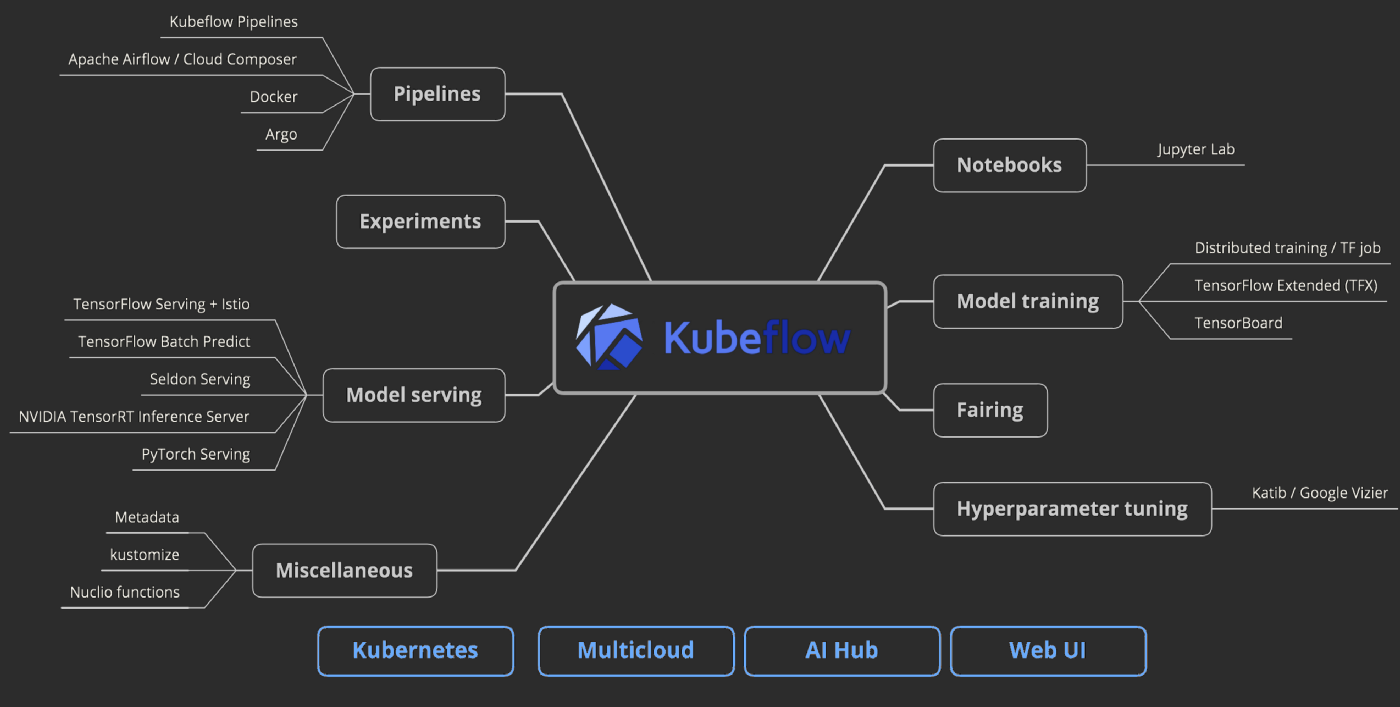 Kubeflow Pipelines
Apache Airflow / Cloud Composer
Docker
Argo
Pipelines
Experiments
TensorFlow Serving + Istio
TensorFlow Batch Predict
Seldon Serving
NVIDIA TensorRT Inference Server
PyTorch Serving
Model serving
Metadata
kustomize
Nuclio functions
Miscellaneous
Kubeflow
Notebooks
Jupyter Lab
Model training
Distributed training / TF job
TensorFlow Extended (TFX)
TensorBoard
Fairing
Hyperparameter tuning
Katib / Google Vizier
Kubernetes
Multicloud
AI Hub
Web UI